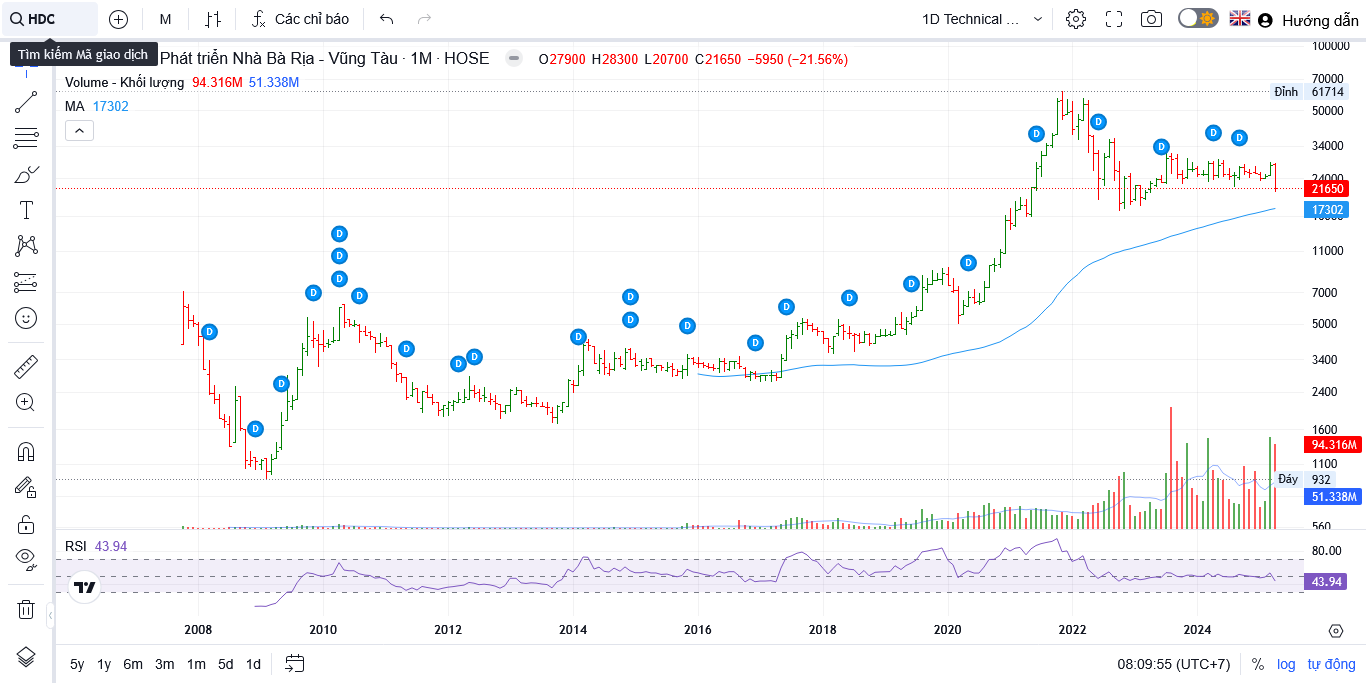 HDC M Các chỉ báo 1D Technical ... Hướng dẫn
Tìm kiếm Mã giao dịch
Phát triển Nhà Bà Rịa - Vũng Tàu · 1M · HOSE O27900 H28300 L20700 C21650 −5950 (−21.56%)
Volume - Khối lượng 94.316M 51.338M
MA 17302
100000
70000
Đỉnh 61714
50000
34000
24000
21650
17302
11000
7000
5000
3400
2400
1600
94.316M
1100
Đáy 932
51.338M
560
D D D D D D D D D D D D D D D D D D D D D D D D D D
RSI 43.94
80.00
43.94
2008 2010 2012 2014 2016 2018 2020 2022 2024
5y 1y 6m 3m 1m 5d 1d 08:09:55 (UTC+7) % log tự động